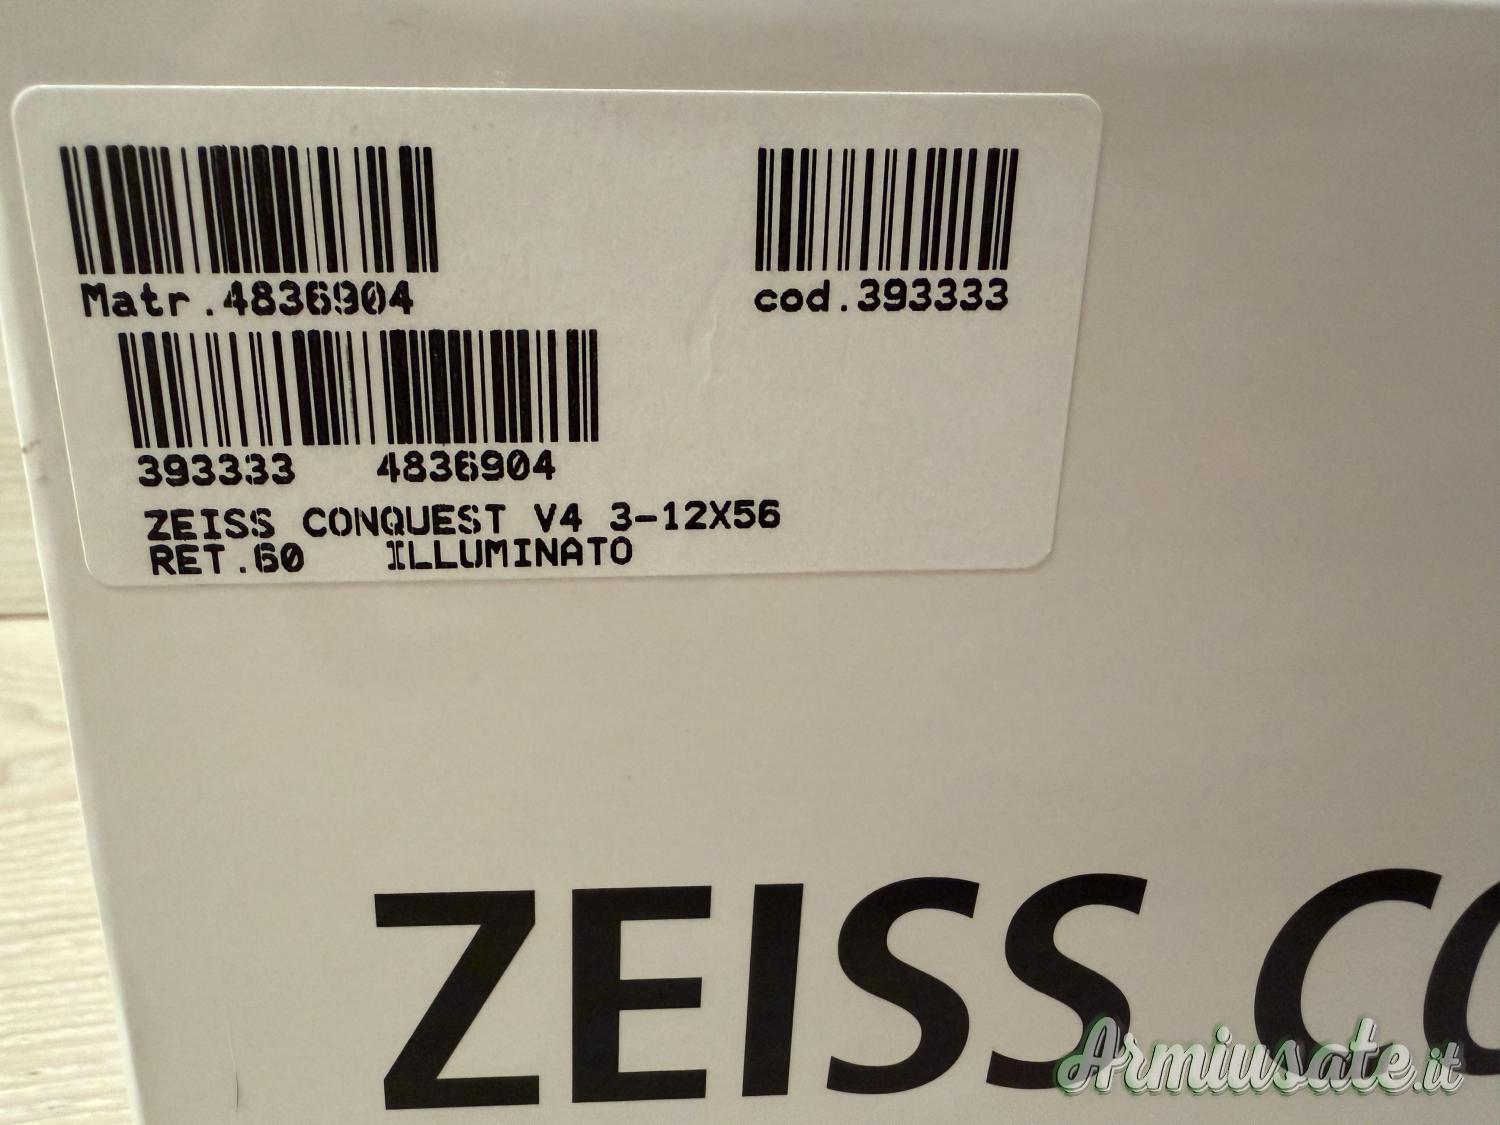 Matr.4836904
cod.393333
393333 4836904
ZEISS CONQUEST V4 3-12X56
RET.60 ILLUMINATO
ZEISS CO
Armiusate.it